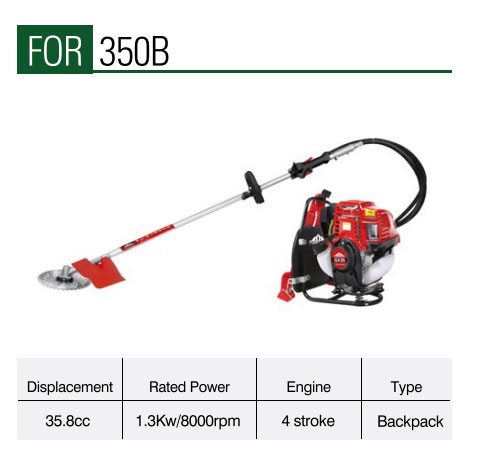 FOR 350B
Displacement Rated Power Engine Type
35.8cc 1.3Kw/8000rpm 4 stroke Backpack